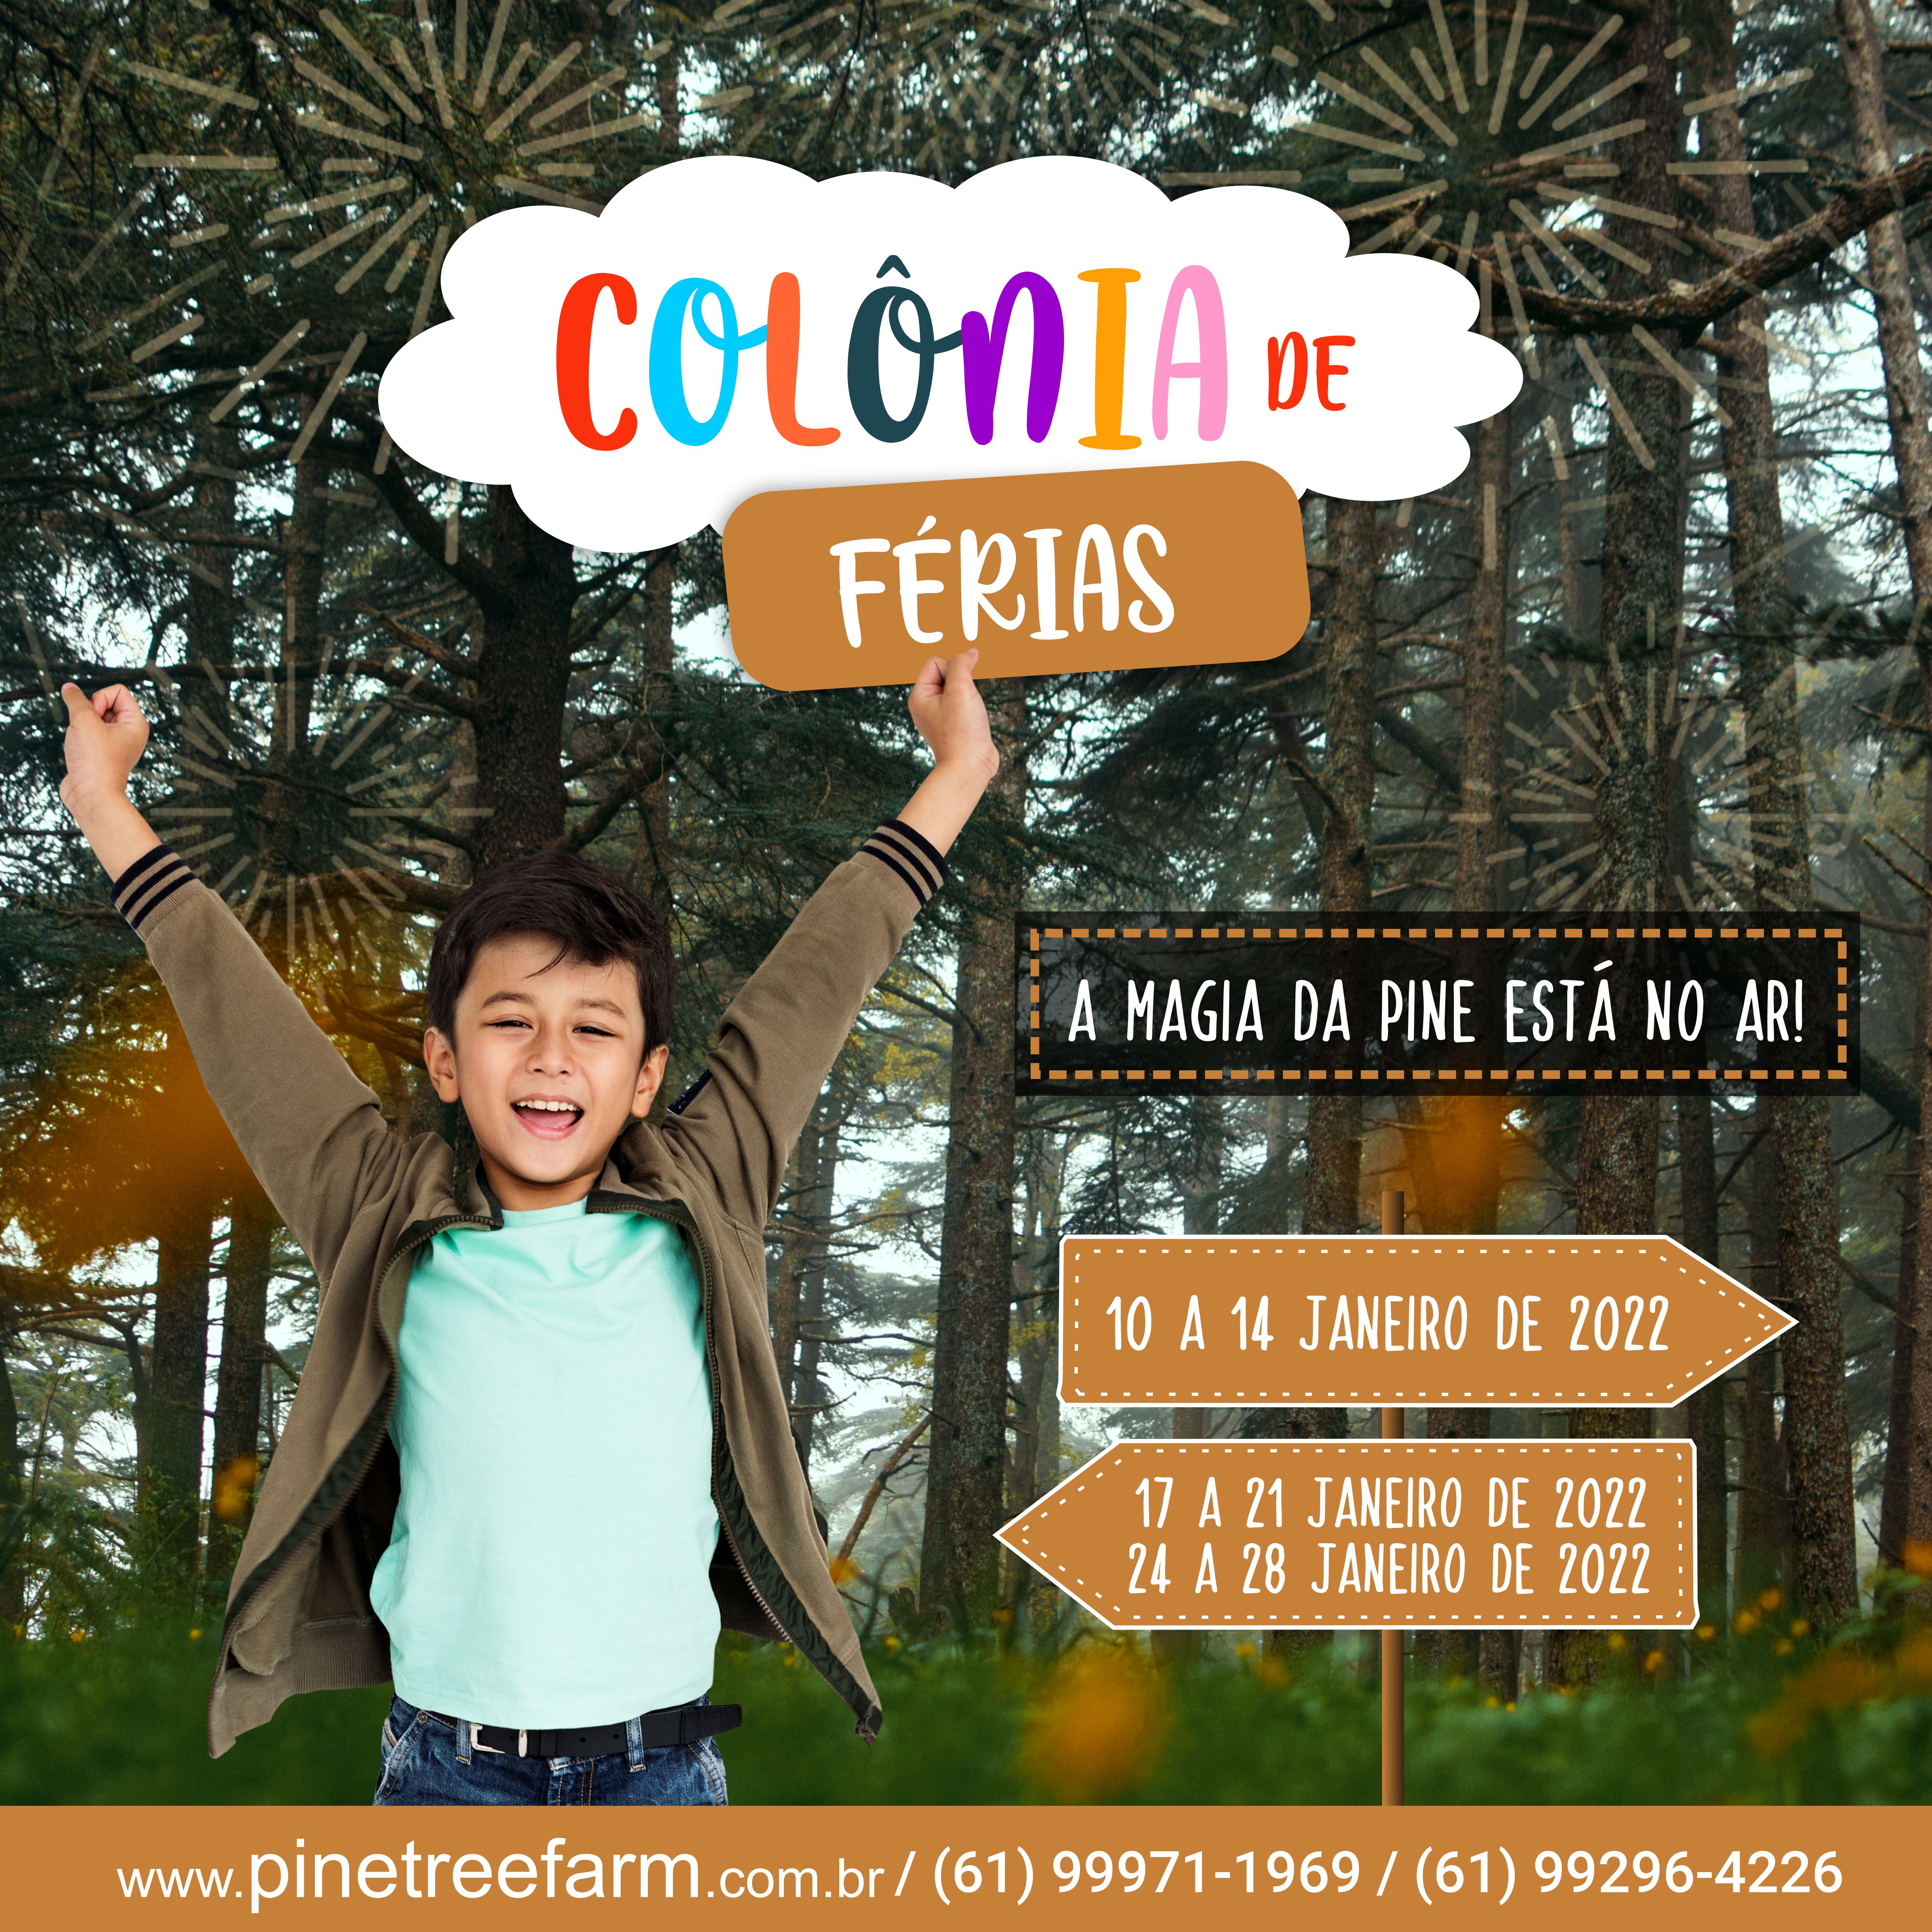 COLÔNIA DE
FÉRIAS
A MAGIA DA PINE ESTÁ NO AR!
10 A 14 JANEIRO DE 2022
17 A 21 JANEIRO DE 2022
24 A 28 JANEIRO DE 2022
www.pinetreefarm.com.br / (61) 99971-1969 / (61) 99296-4226